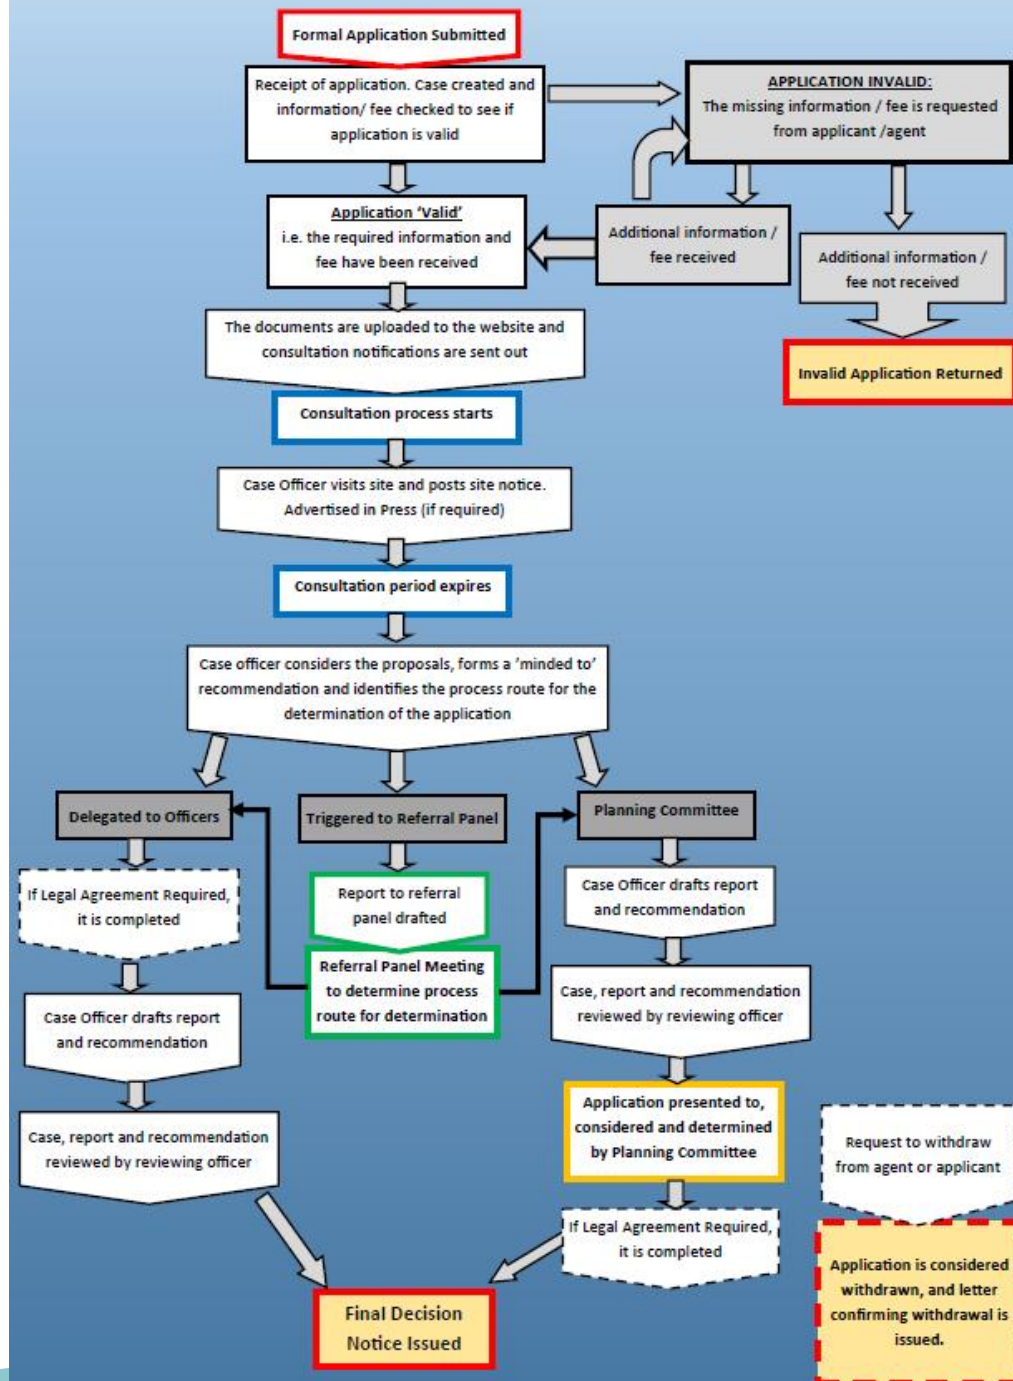 Formal Application Submitted
Receipt of application. Case created and
information/ fee checked to see if
application is valid
APPLICATION INVALID:
The missing information / fee is requested
from applicant /agent
Application ‘Valid’
i.e. the required information and
fee have been received
Additional information /
fee received
Additional information /
fee not received
Invalid Application Returned
The documents are uploaded to the website and
consultation notifications are sent out
Consultation process starts
Case Officer visits site and posts site notice.
Advertised in Press (if required)
Consultation period expires
Case officer considers the proposals, forms a ‘minded to’
recommendation and identifies the process route for the
determination of the application
Delegated to Officers
Triggered to Referral Panel
Planning Committee
If Legal Agreement Required,
it is completed
Case Officer drafts report
and recommendation
Case, report and recommendation
reviewed by reviewing officer
Report to referral
panel drafted
Referral Panel Meeting
to determine process
route for determination
Case Officer drafts report
and recommendation
Case, report and recommendation
reviewed by reviewing officer
Application presented to,
considered and determined
by Planning Committee
If Legal Agreement Required,
it is completed
Final Decision
Notice Issued
Request to withdraw
from agent or applicant
Application is considered
withdrawn, and letter
confirming withdrawal is
issued.